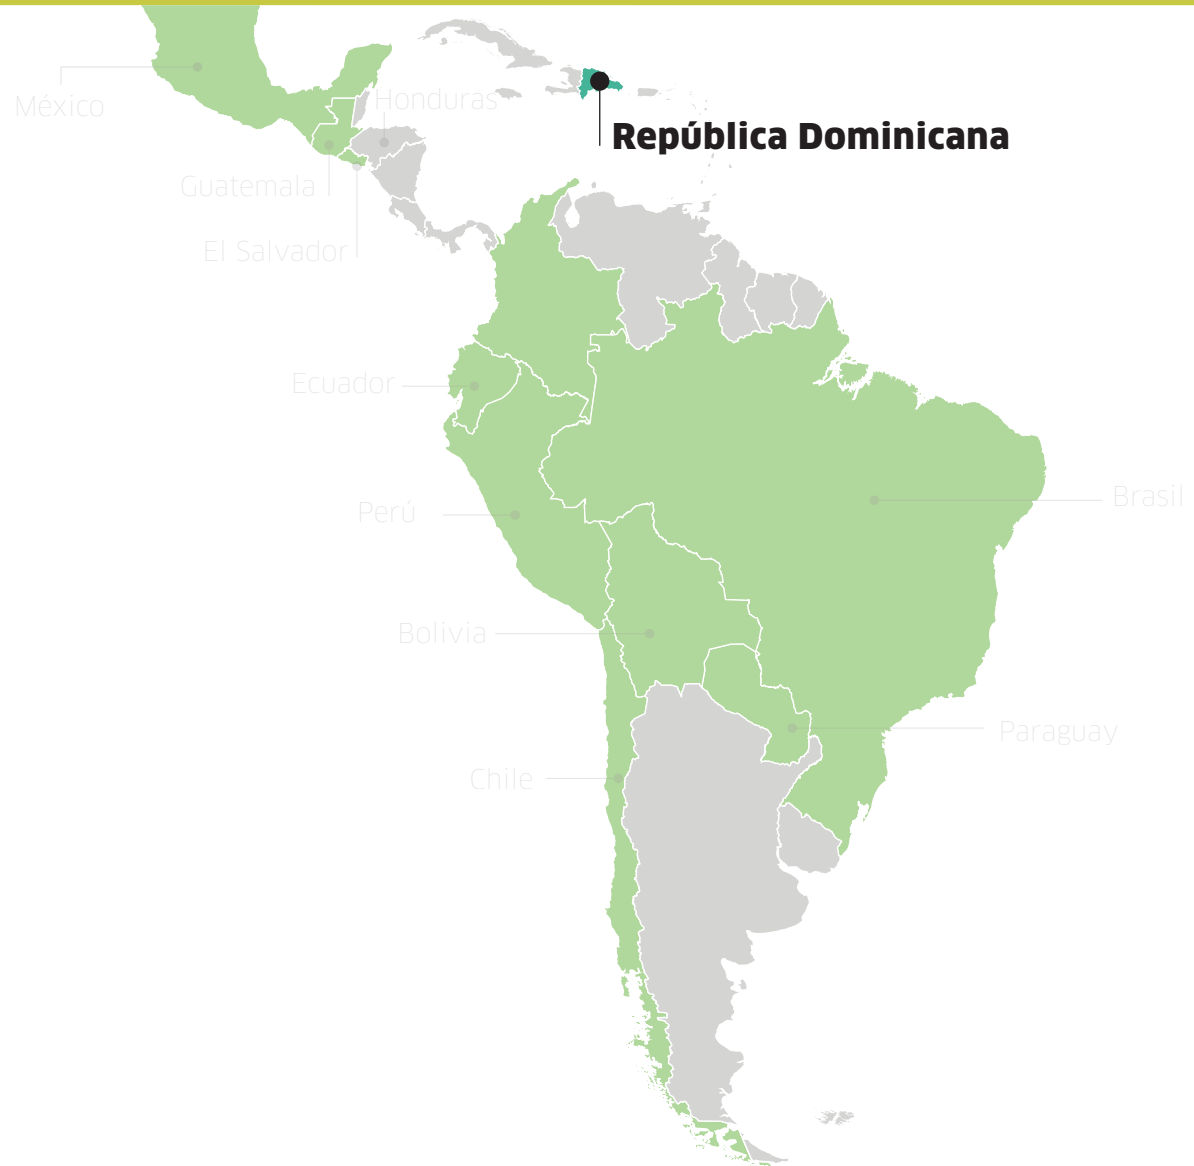 México
Honduras
República Dominicana
Guatemala
El Salvador
Ecuador
Perú
Brasil
Bolivia
Paraguay
Chile